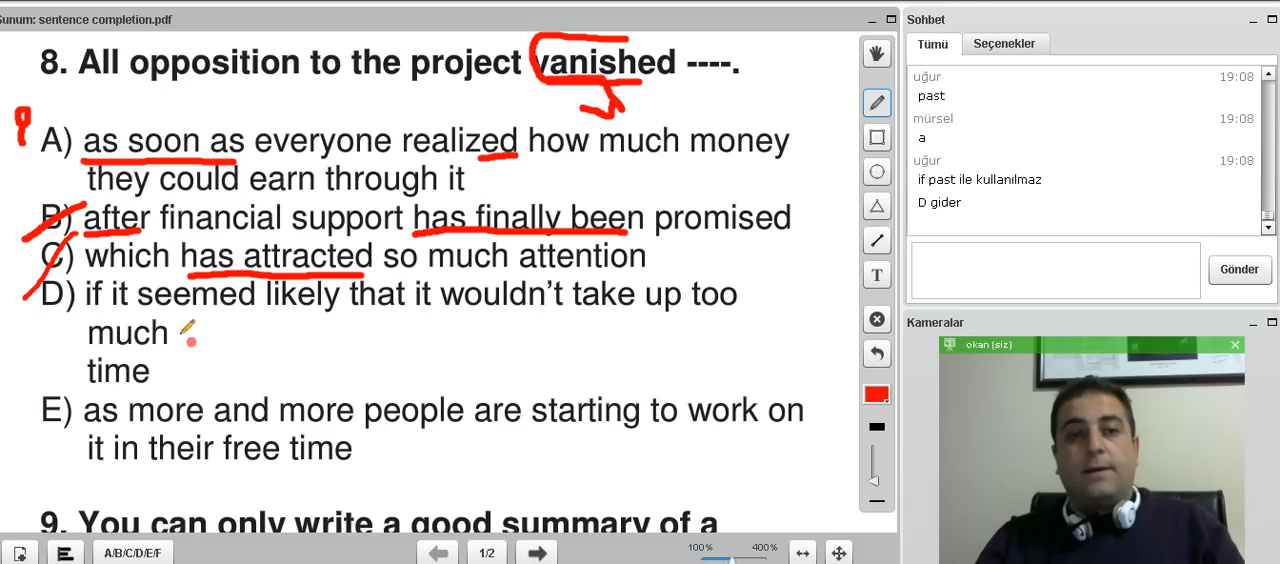 Sunum: sentence completion.pdf
8. All opposition to the project vanished ----.
A) as soon as everyone realized how much money
they could earn through it
B) after financial support has finally been promised
C) which has attracted so much attention
D) if it seemed likely that it wouldn't take up too
much
time
E) as more and more people are starting to work on
it in their free time
9. You can only write a good summary of a
A/B/C/D/E/F
1/2
100%
400%
T
Sohbet
Tümü
Seçenekler
uğur
19:08
past
mürsel
19:08
a
uğur
19:08
if past ile kullanılmaz
D gider
Gönder
Kameralar
okan (siz)